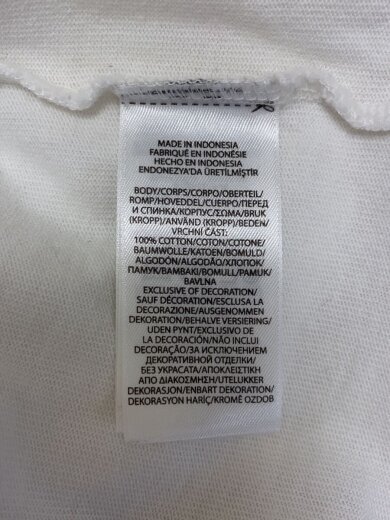 MADE IN INDONESIA
FABRIQUÉ EN INDONÉSIE
HECHO EN INDONESIA
ENDONEZYA'DA ÜRETİLMİŞTİR
BODY/CORPS/CORPO/OBERTEIL/
ROMP/HOVEDDEL/CUERPO/ПЕРЕД
И СПИНКА/КОРПУС/ΣΩΜΑ/BRUK
(KROPP)/ANVÄND (KROPP)/BEDEN/
VRCHNÍ ČÁST:
100% COTTON/COTON/COTONE/
BAUMWOLLE/KATOEN/BOMULD/
ALGODÓN/ALGODÃO/ХЛОПОК/
ПАМУК/ΒΑΜΒΑΚΙ/BOMULL/PAMUK/
BAVLNA
EXCLUSIVE OF DECORATION/
SAUF DÉCORATION/ESCLUSA LA
DECORAZIONE/AUSGENOMMEN
DEKORATION/BEHALVE VERSIERING/
UDEN PYNT/EXCLUSIVO DE
LA DECORACIÓN/NÃO INCLUI
DECORAÇÃO/ЗА ИСКЛЮЧЕНИЕМ
ДЕКОРАТИВНОЙ ОТДЕЛКИ/
БЕЗ УКРАСАТА/ΑΠΟΚΛΕΙΣΤΙΚΗ
ΑΠΟ ΔΙΑΚΟΣΜΗΣΗ/UTELUKKER
DEKORASJON/ENBART DEKORATION/
DEKORASYON HARİÇ/KROMĚ OZDOB